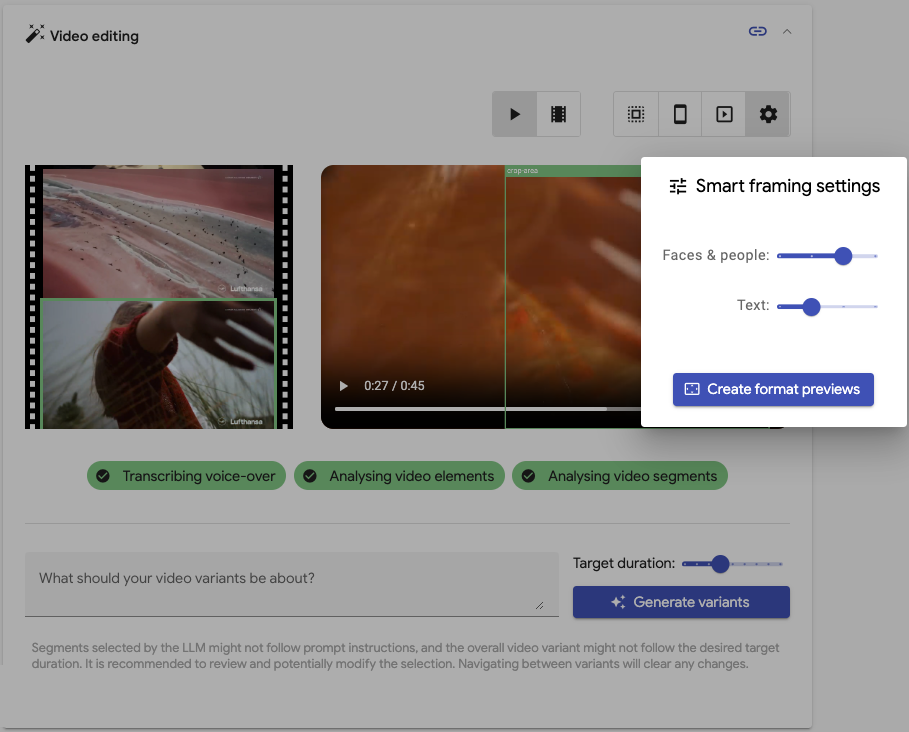 Video editing
Smart framing settings
Faces & people:
Text:
Create format previews
crop-area
Lufthansa
Lufthansa
0:27 / 0:45
Transcribing voice-over
Analysing video elements
Analysing video segments
What should your video variants be about?
Target duration:
Generate variants
Segments selected by the LLM might not follow prompt instructions, and the overall video variant might not follow the desired target
duration. It is recommended to review and potentially modify the selection. Navigating between variants will clear any changes.